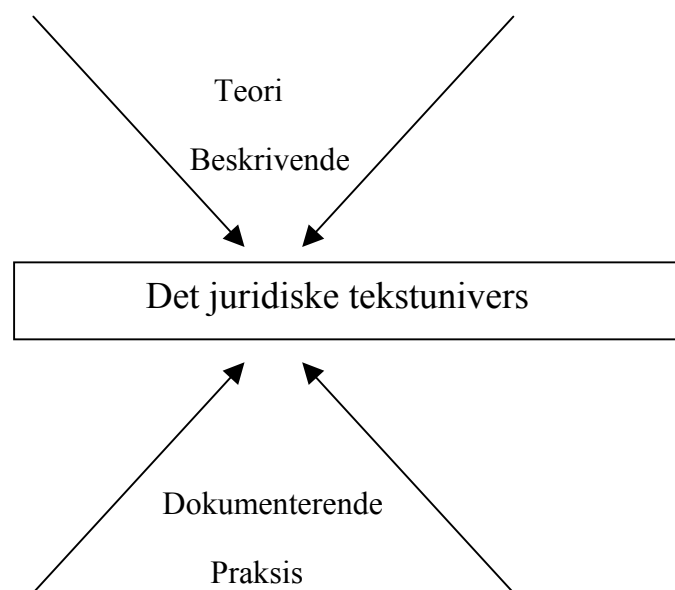 Teori
Beskrivende
Det juridiske tekstunivers
Dokumenterende
Praksis